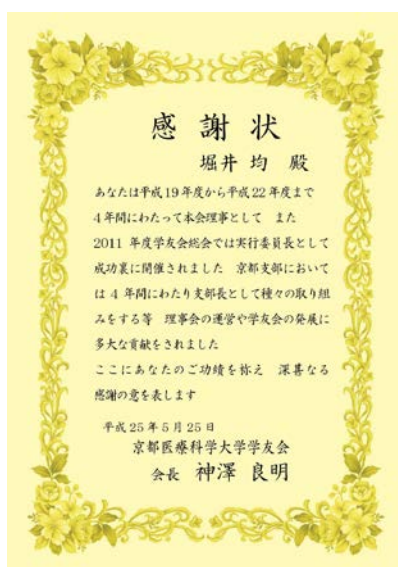 感謝状
堀井 均 殿
あなたは平成19年度から平成22年度まで
4年間にわたって本会理事として また
2011 年度学友会総会では実行委員長として
成功裏に開催されました 京都支部において
は 4 年間にわたり支部長として種々の取り組
みをする等 理事会の運営や学友会の発展に
多大な貢献をされました
ここにあなたのご功績を称え 深甚なる
感謝の意を表します
平成25年5月25日
京都医療科学大学学友会
会長 神澤 良明